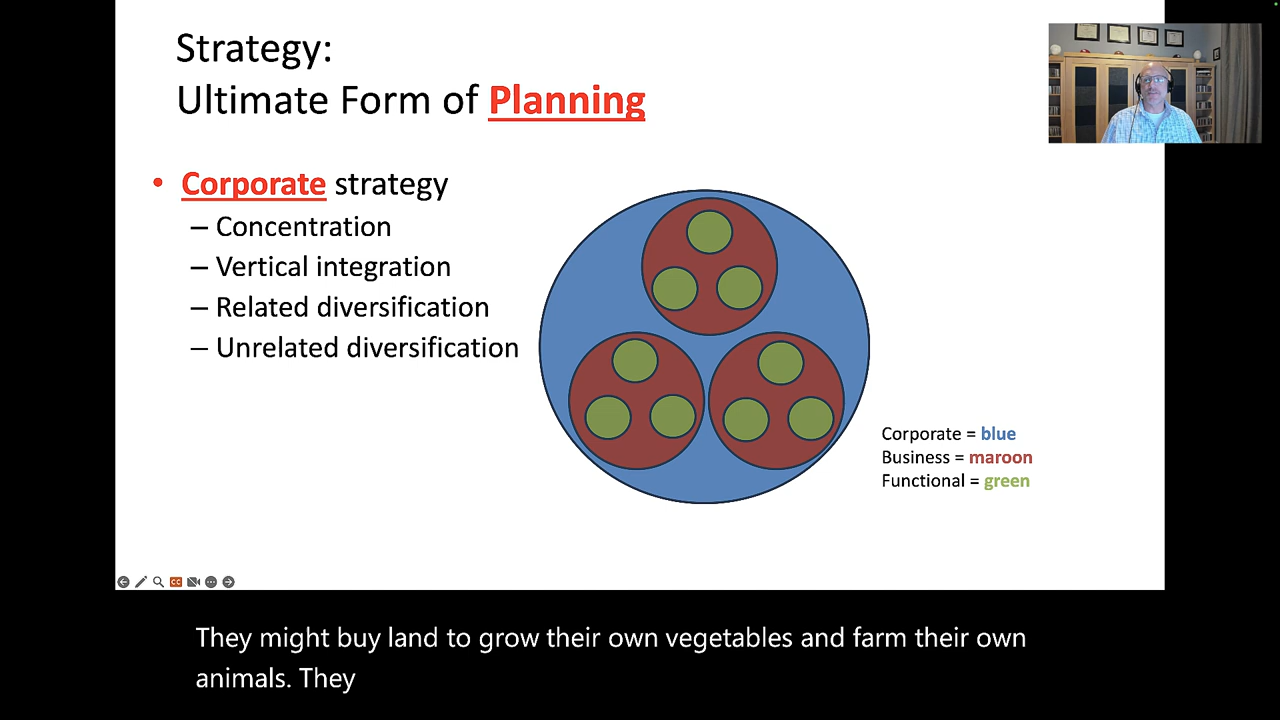 Strategy:
Ultimate Form of Planning
• Corporate strategy
– Concentration
– Vertical integration
– Related diversification
– Unrelated diversification
Corporate = blue
Business = maroon
Functional = green
CC
They might buy land to grow their own vegetables and farm their own
animals. They